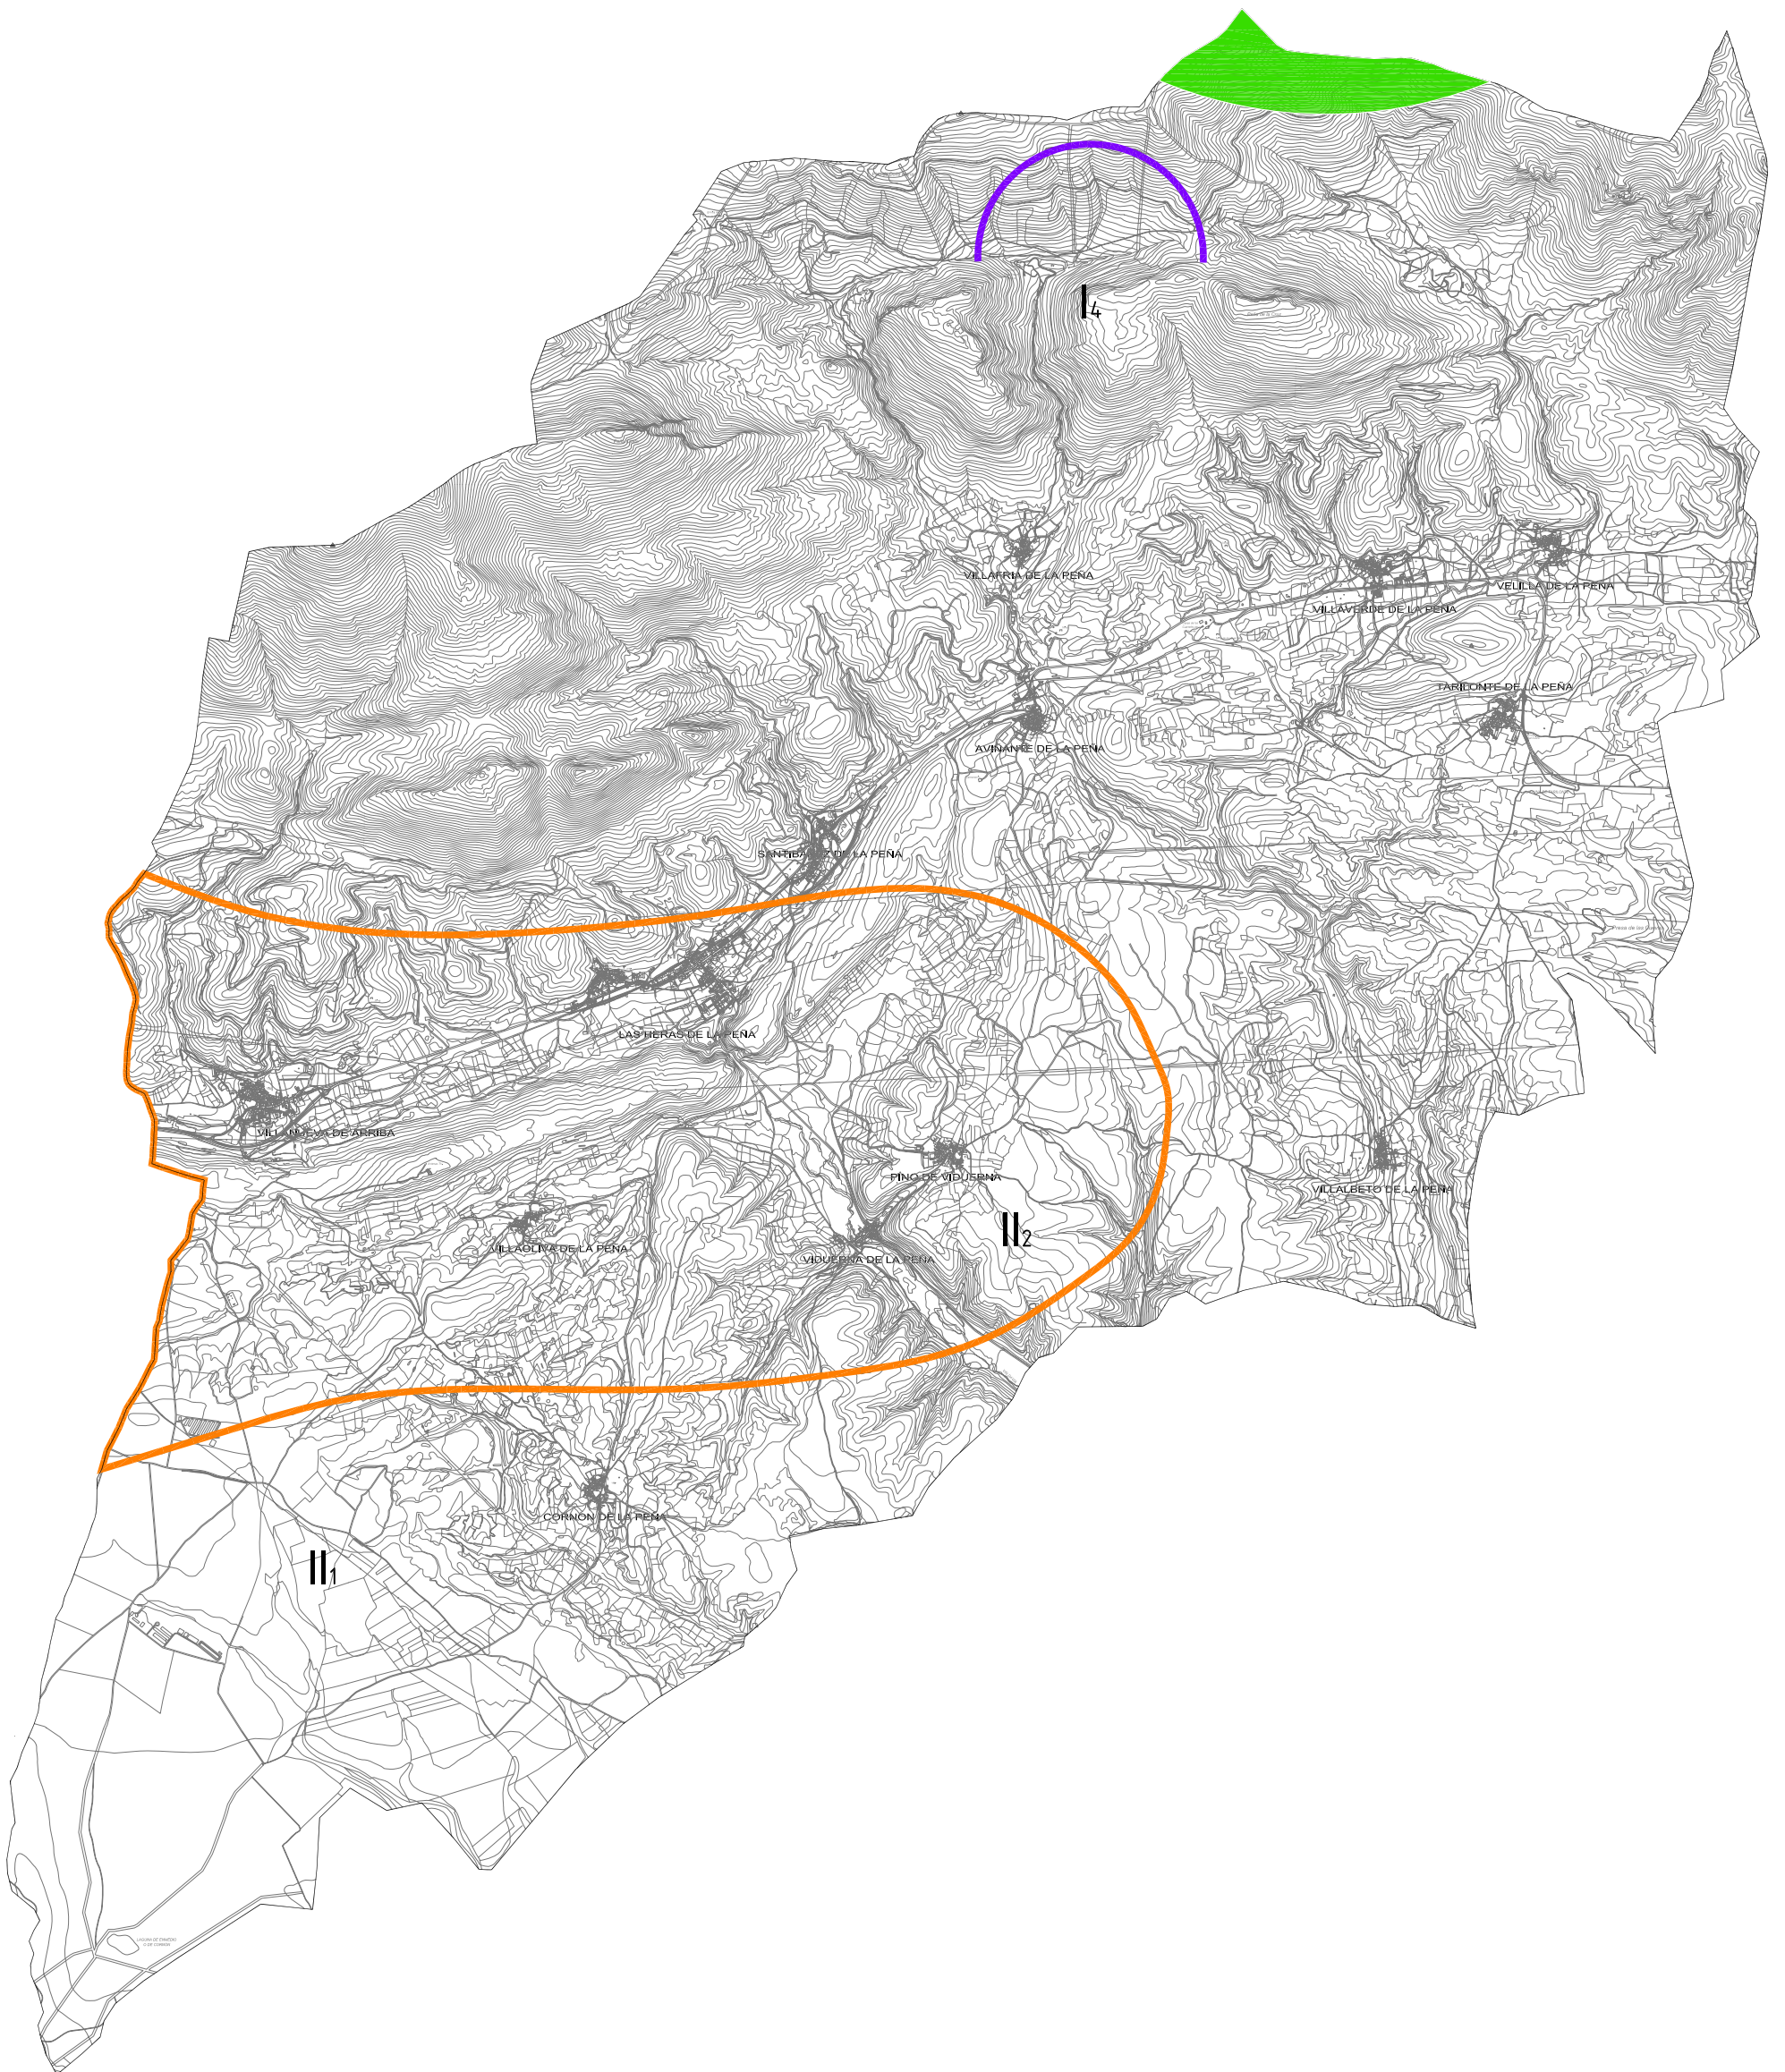 I4
VILLAFRIA DE LA PEÑA
VELILLA DE LA PEÑA
VILLAVERDE DE LA PEÑA
TARILONTE DE LA PEÑA
AVIÑANTE DE LA PEÑA
SANTIBAÑEZ DE LA PEÑA
LAS HERAS DE LA PEÑA
VILLANUEVA DE ARRIBA
PINO DE VIDUERNA
VILLALBETO DE LA PEÑA
II2
VILLAOLIVA DE LA PEÑA
VIDUERNA DE LA PEÑA
CORNON DE LA PEÑA
II1